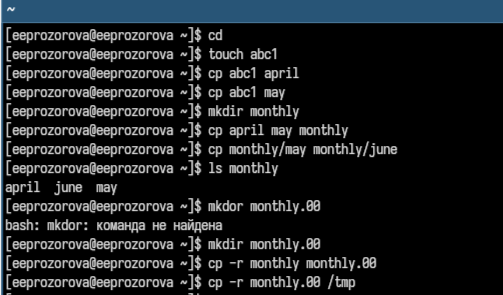 ~
[eeprozorova@eeprozorova ~]$ cd
[eeprozorova@eeprozorova ~]$ touch abc1
[eeprozorova@eeprozorova ~]$ cp abc1 april
[eeprozorova@eeprozorova ~]$ cp abc1 may
[eeprozorova@eeprozorova ~]$ mkdir monthly
[eeprozorova@eeprozorova ~]$ cp april may monthly
[eeprozorova@eeprozorova ~]$ cp monthly/may monthly/june
[eeprozorova@eeprozorova ~]$ ls monthly
april  june  may
[eeprozorova@eeprozorova ~]$ mkdor monthly.00
bash: mkdor: команда не найдена
[eeprozorova@eeprozorova ~]$ mkdir monthly.00
[eeprozorova@eeprozorova ~]$ cp -r monthly monthly.00
[eeprozorova@eeprozorova ~]$ cp -r monthly.00 /tmp